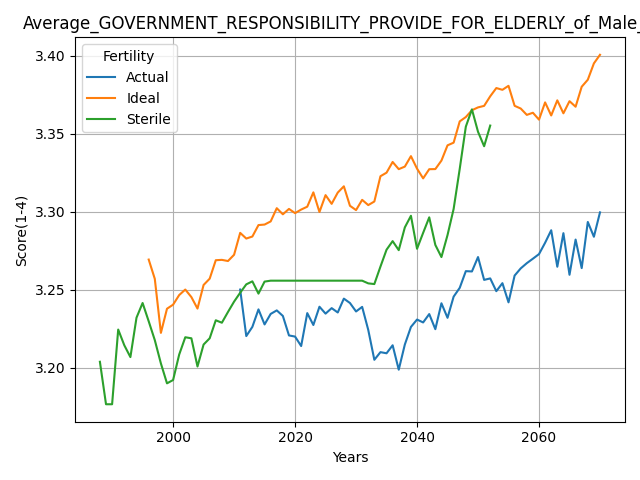 Average_GOVERNMENT_RESPONSIBILITY_PROVIDE_FOR_ELDERLY_of_Male_
Fertility
Actual
Ideal
Sterile
3.40
3.35
3.30
3.25
3.20
Score(1-4)
2000 2020 2040 2060
Years